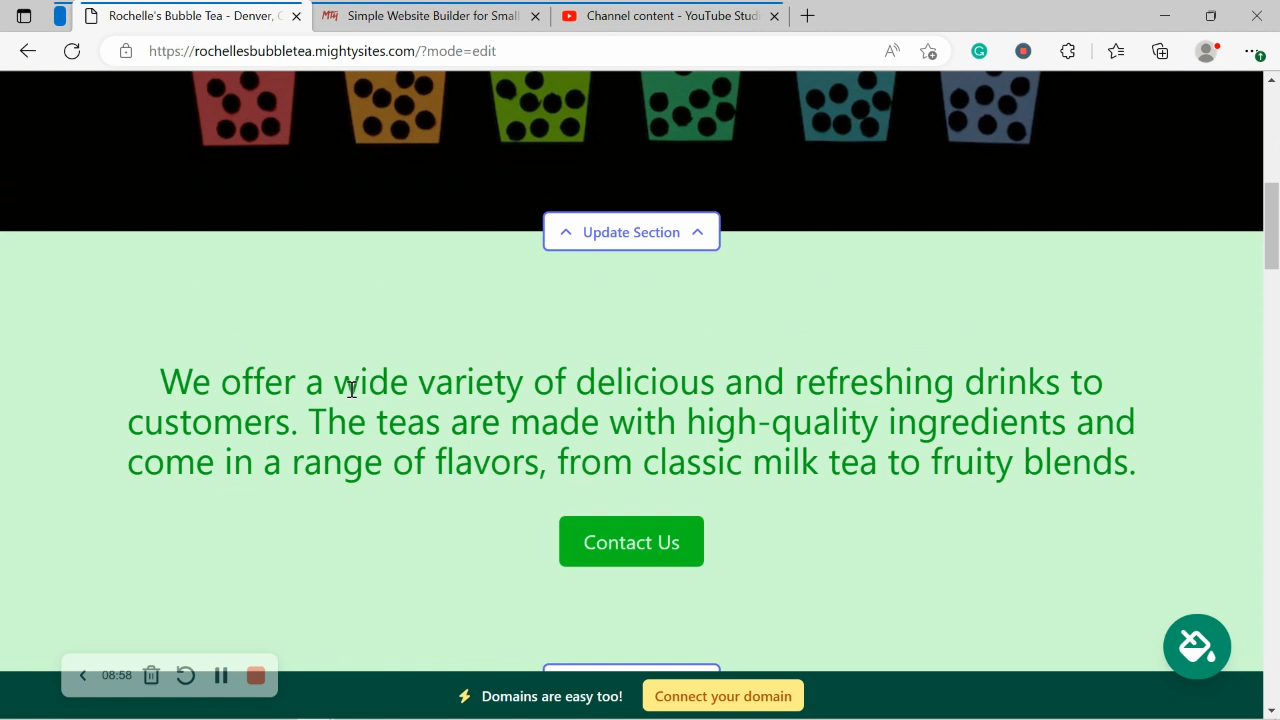 Rochelle's Bubble Tea - Denver, C
Simple Website Builder for Small
Channel content - YouTube Studi
https://rochellesbubbletea.mightysites.com/?mode=edit
Update Section
We offer a wide variety of delicious and refreshing drinks to
customers. The teas are made with high-quality ingredients and
come in a range of flavors, from classic milk tea to fruity blends.
Contact Us
08:58
Domains are easy too!
Connect your domain